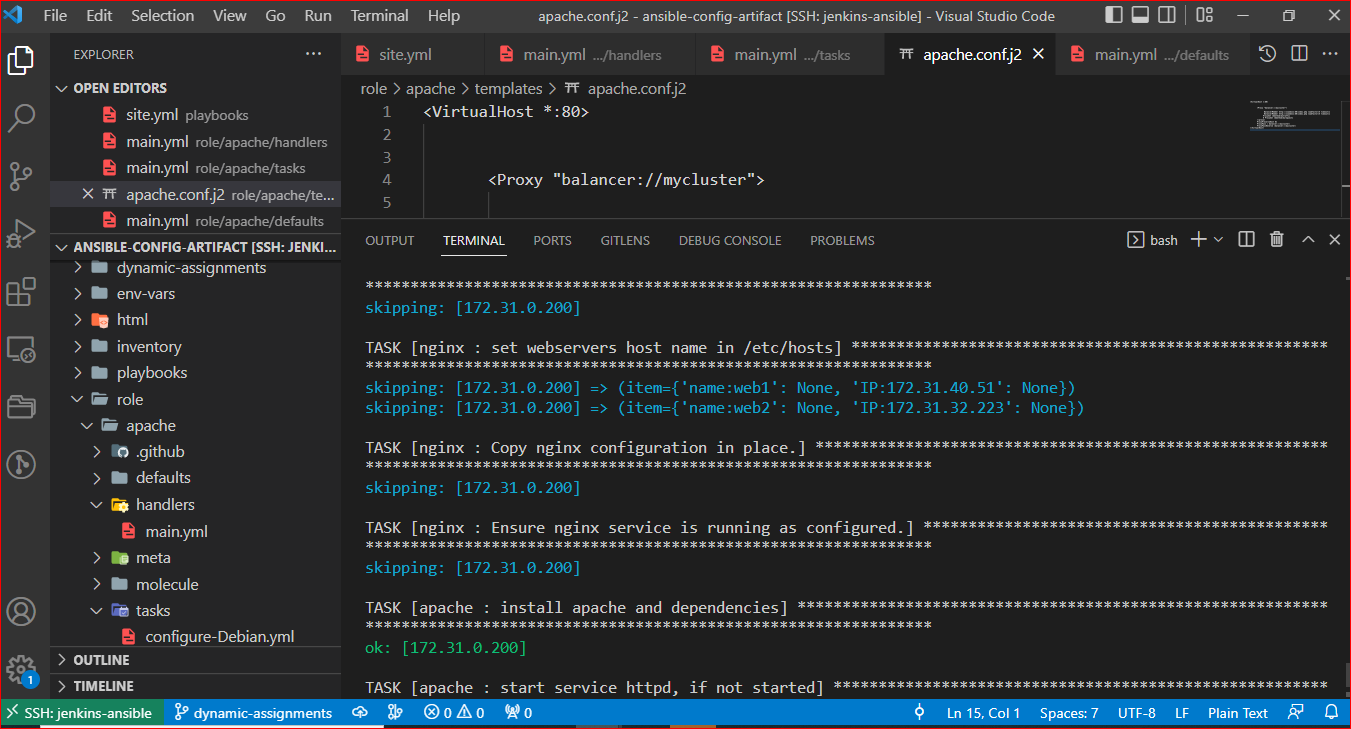 File Edit Selection View Go Run Terminal Help apache.conf.j2 - ansible-config-artifact [SSH: jenkins-ansible] - Visual Studio Code
EXPLORER
OPEN EDITORS
site.yml playbooks
main.yml role/apache/handlers
main.yml role/apache/tasks
apache.conf.j2 role/apache/te...
main.yml role/apache/defaults
ANSIBLE-CONFIG-ARTIFACT [SSH: JENKI...
dynamic-assignments
env-vars
html
inventory
playbooks
role
apache
.github
defaults
handlers
main.yml
meta
molecule
tasks
configure-Debian.yml
OUTLINE
TIMELINE
site.yml main.yml .../handlers main.yml .../tasks apache.conf.j2 main.yml .../defaults
role > apache > templates > apache.conf.j2
1 <VirtualHost *:80>
2
3
4 <Proxy "balancer://mycluster">
5
OUTPUT TERMINAL PORTS GITLENS DEBUG CONSOLE PROBLEMS bash
***************************************************************
skipping: [172.31.0.200]
TASK [nginx : set webservers host name in /etc/hosts] *****************************************************
***************************************************************
skipping: [172.31.0.200] => (item={'name:web1': None, 'IP:172.31.40.51': None})
skipping: [172.31.0.200] => (item={'name:web2': None, 'IP:172.31.32.223': None})
TASK [nginx : Copy nginx configuration in place.] *********************************************************
***************************************************************
skipping: [172.31.0.200]
TASK [nginx : Ensure nginx service is running as configured.] *********************************************
***************************************************************
skipping: [172.31.0.200]
TASK [apache : install apache and dependencies] ***********************************************************
***************************************************************
ok: [172.31.0.200]
TASK [apache : start service httpd, if not started] *******************************************************
1
SSH: jenkins-ansible dynamic-assignments 0 0 0 Ln 15, Col 1 Spaces: 7 UTF-8 LF Plain Text